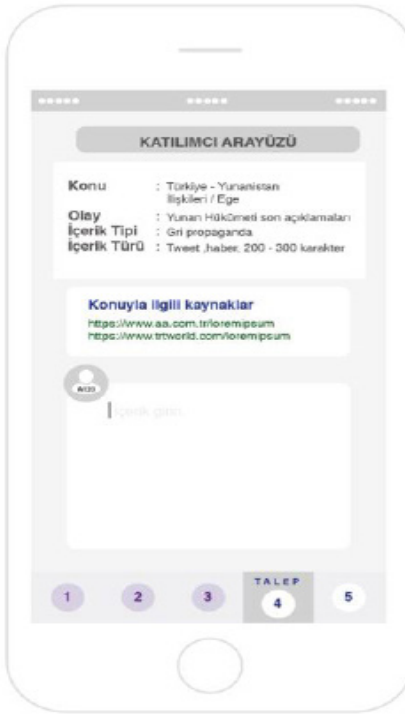 KATILIMCI ARAYÜZÜ
Konu : Türkiye - Yunanistan
İlişkileri / Ege
Olay : Yunan Hükümeti son açıklamaları
İçerik Tipi : Gri propaganda
İçerik Türü : Tweet ,haber, 200 - 300 karakter
Konuyla ilgili kaynaklar
https://www.aa.com.tr/loremipsum
https://www.trtworld.com/loremipsum
İçerik girin
TALEP
1 2 3 4 5